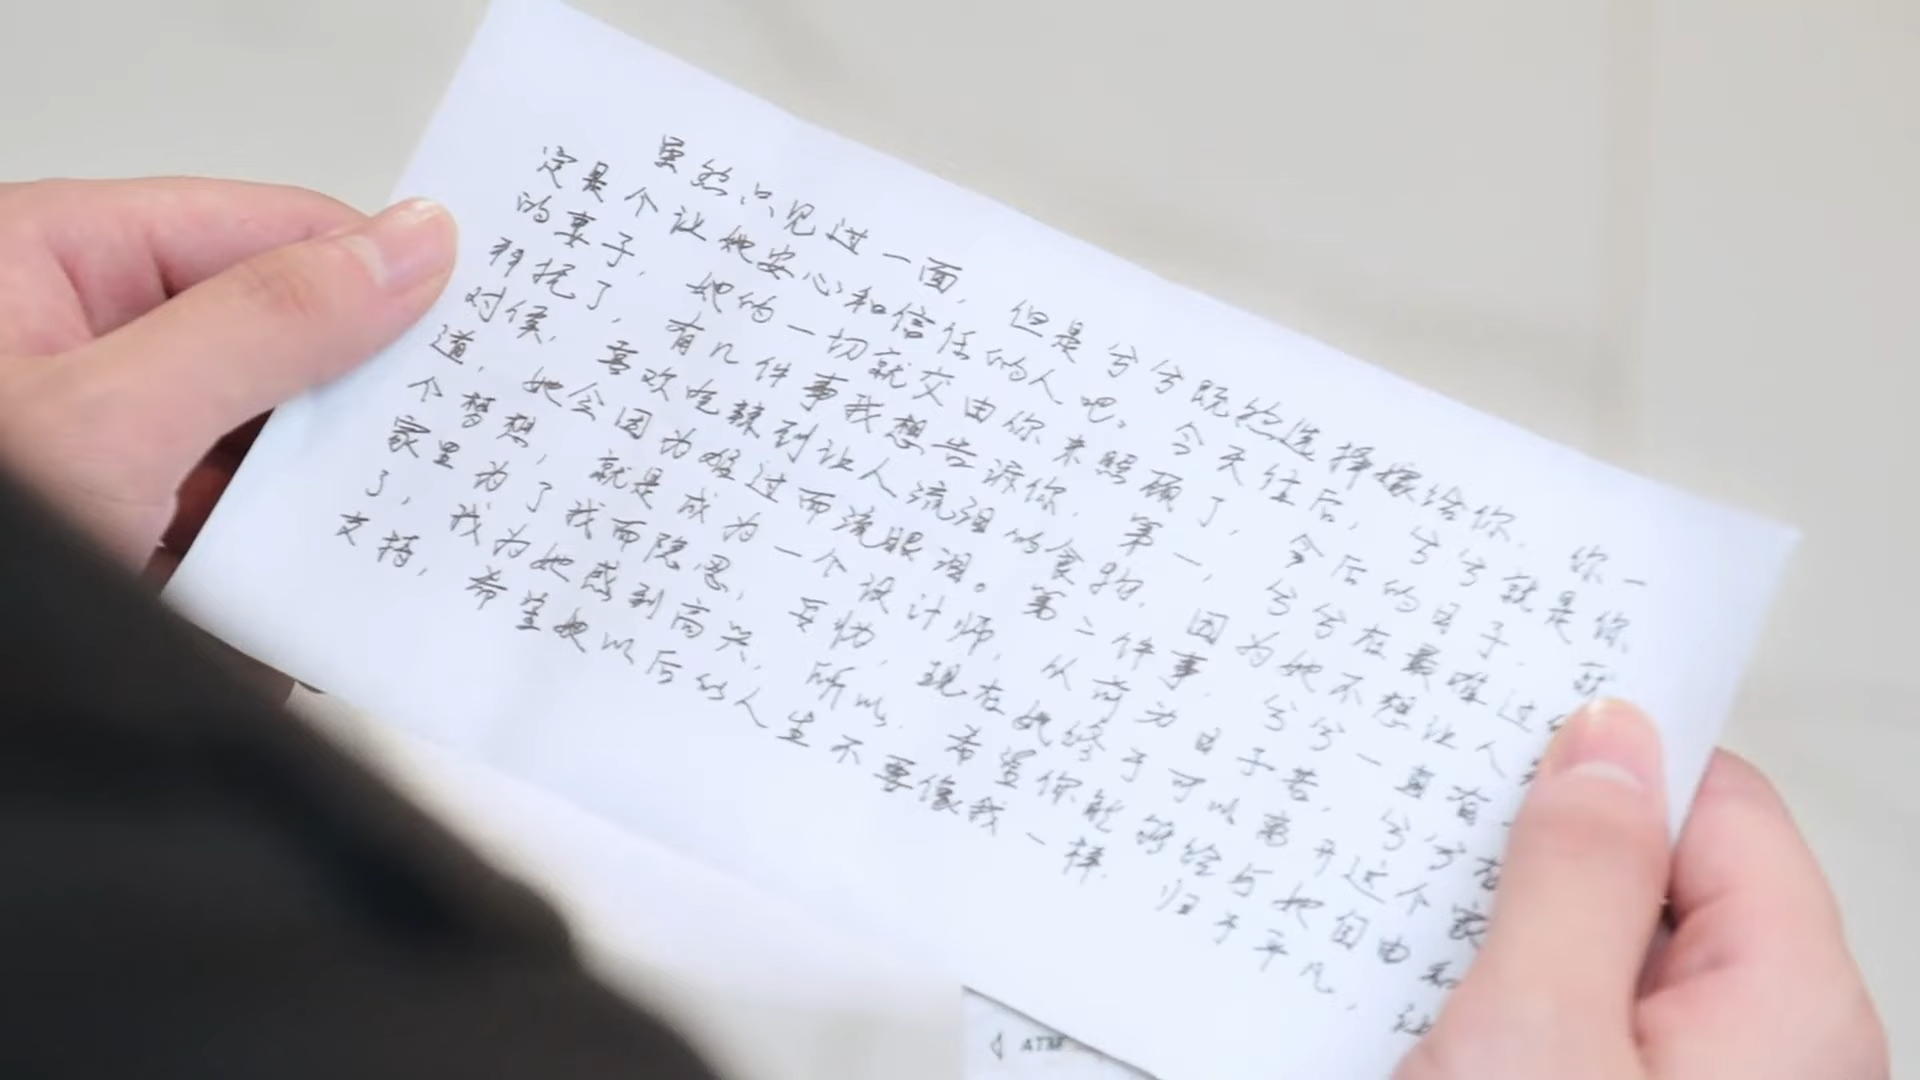 虽然只见过一面，但是兮兮既然选择嫁给你，你一
定是个让她安心和信任的人吧。今天往后，兮兮就是你
的妻子，她的一切就交由你来照顾了，今后的日子，可
拜托了，有几件事我想告诉你，第一，兮兮在最难过的
时候，喜欢吃辣到让人流泪的食物，因为她不想让人知
道，她会因为难过而流眼泪。第二件事，兮兮一直有一
个梦想，就是成为一个设计师，从前为日子苦，兮兮在
家里为了我而隐忍，妥协，现在她终于可以离开这个家
了，我为她感到高兴，所以，希望你能够给与她自由和
支持，希望她以后的人生不要像我一样，归于平凡，让
ATM